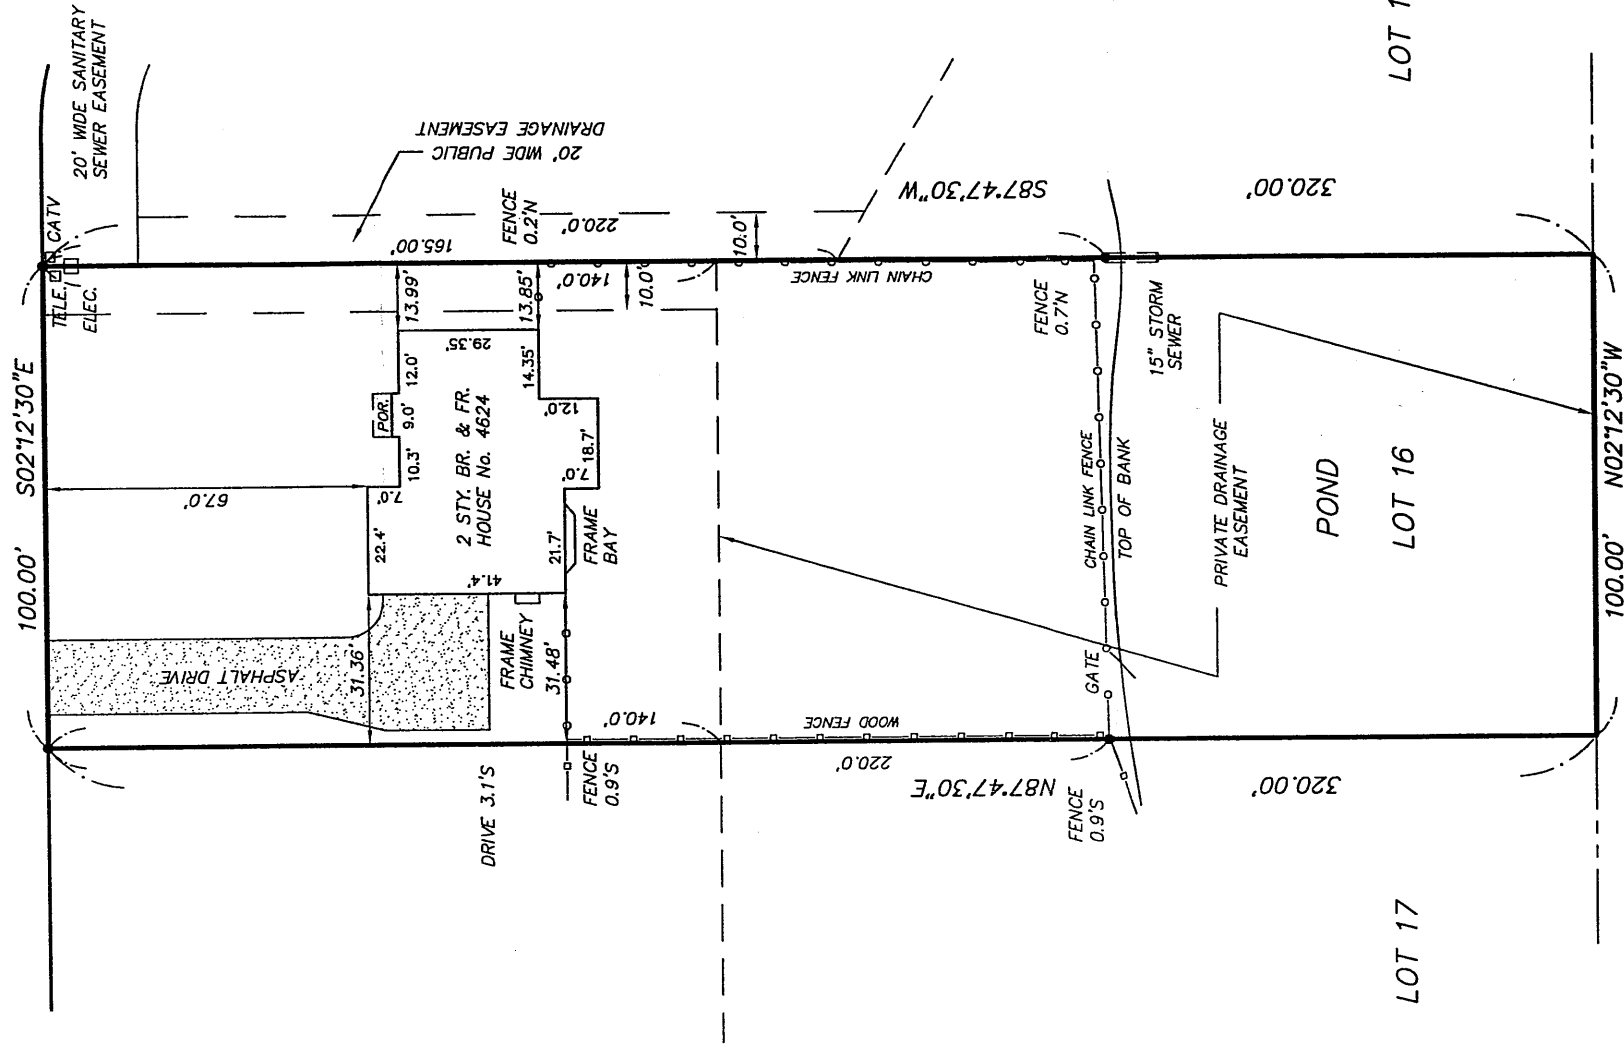 20' WIDE SANITARY
SEWER EASEMENT
CATV
TELE.
ELEC.
S02°12'30"E
100.00'
20' WIDE PUBLIC
DRAINAGE EASEMENT
165.00'
FENCE
0.2'N
220.0'
10.0'
S87°47'30"W
320.00'
LOT 1
13.99'
13.85'
140.0'
10.0'
CHAIN LINK FENCE
FENCE
0.7'N
15" STORM
SEWER
67.0'
POR.
12.0'
9.0'
10.3'
7.0'
22.4'
29.35'
14.35'
12.0'
18.7'
7.0'
21.7'
41.4'
2 STY. BR. & FR.
HOUSE No. 4624
FRAME
BAY
FRAME
CHIMNEY
ASPHALT DRIVE
31.36'
31.48'
CHAIN LINK FENCE
TOP OF BANK
GATE
PRIVATE DRAINAGE
EASEMENT
POND
LOT 16
N02°12'30"W
100.00'
140.0'
WOOD FENCE
220.0'
N87°47'30"E
320.00'
DRIVE 3.1'S
FENCE
0.9'S
FENCE
0.9'S
LOT 17